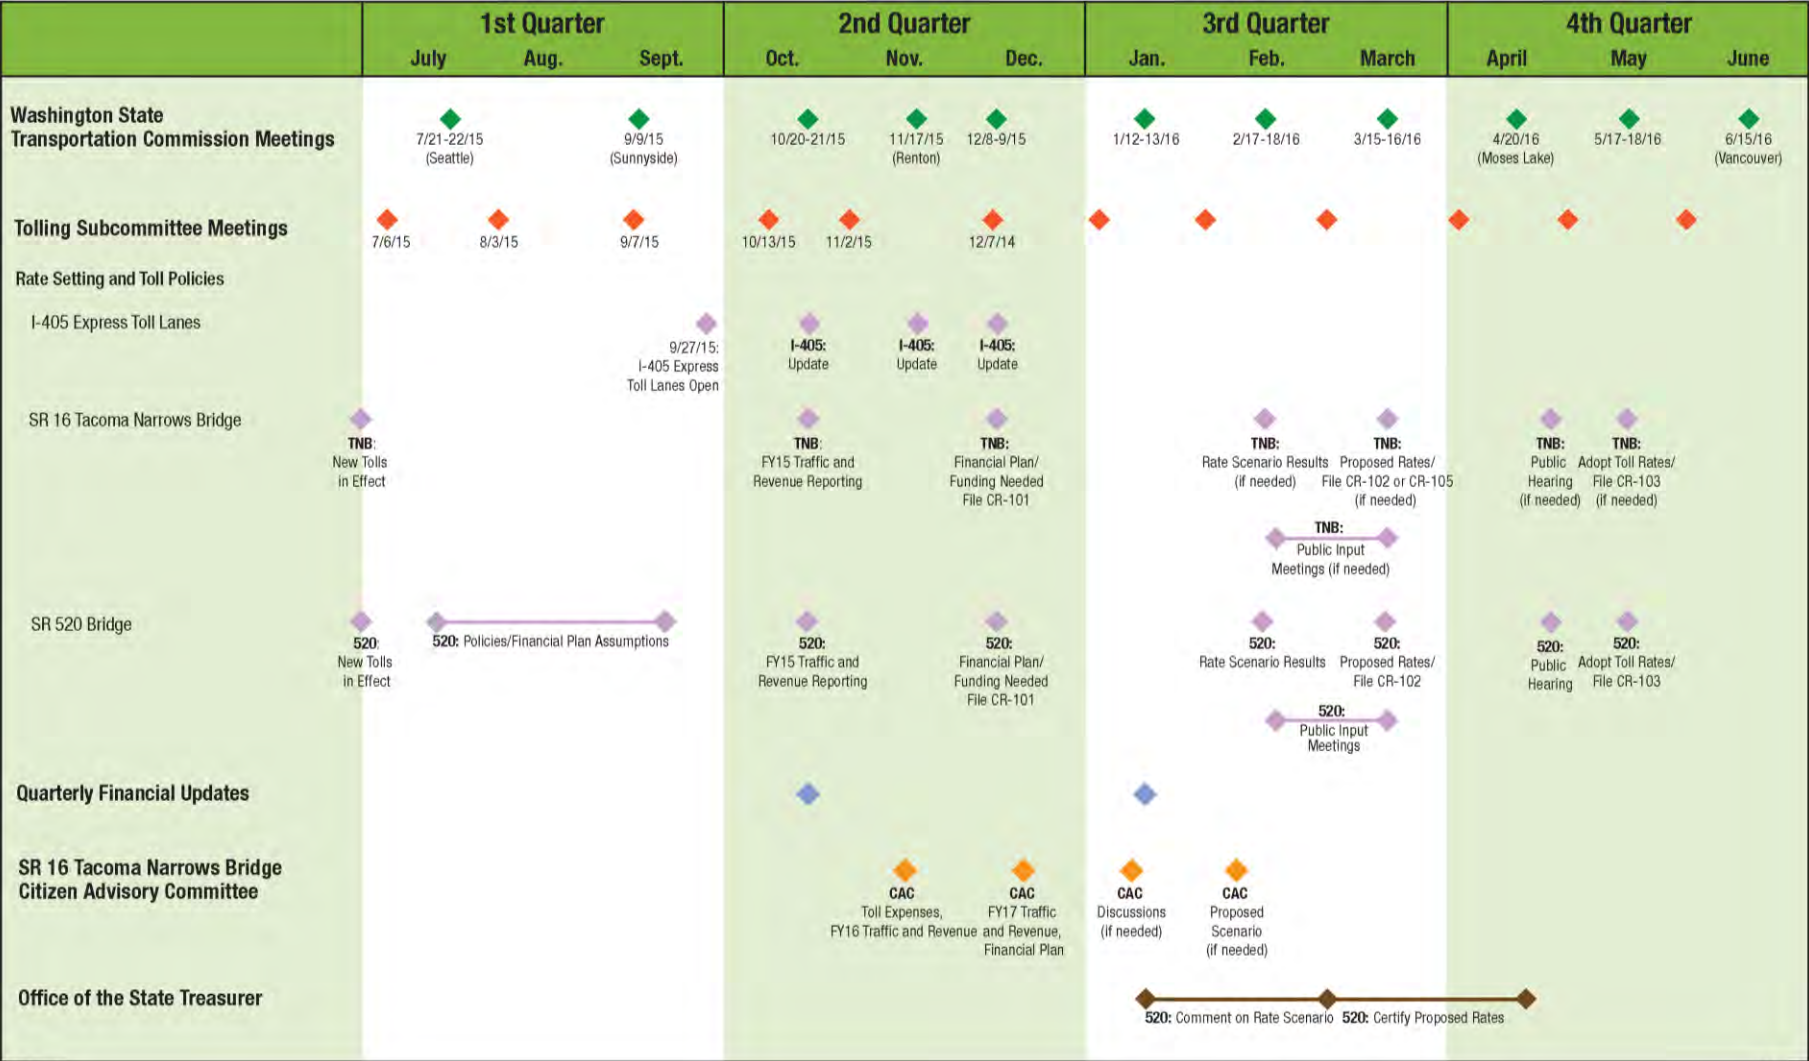 1st Quarter 2nd Quarter 3rd Quarter 4th Quarter
July Aug. Sept. Oct. Nov. Dec. Jan. Feb. March April May June
Washington State
Transportation Commission Meetings
7/21-22/15 9/9/15 10/20-21/15 11/17/15 12/8-9/15 1/12-13/16 2/17-18/16 3/15-16/16 4/20/16 5/17-18/16 6/15/16
(Seattle) (Sunnyside) (Renton) (Moses Lake) (Vancouver)
Tolling Subcommittee Meetings
7/6/15 8/3/15 9/7/15 10/13/15 11/2/15 12/7/14
Rate Setting and Toll Policies
I-405 Express Toll Lanes
9/27/15:
I-405 Express
Toll Lanes Open
I-405:
Update
I-405:
Update
I-405:
Update
SR 16 Tacoma Narrows Bridge
TNB:
New Tolls
in Effect
TNB:
FY15 Traffic and
Revenue Reporting
TNB:
Financial Plan/
Funding Needed
File CR-101
TNB:
Rate Scenario Results
(if needed)
TNB:
Proposed Rates/
File CR-102 or CR-105
(if needed)
TNB:
Public
Hearing
(if needed)
TNB:
Adopt Toll Rates/
File CR-103
(if needed)
TNB:
Public Input
Meetings (if needed)
SR 520 Bridge
520:
New Tolls
in Effect
520: Policies/Financial Plan Assumptions
520:
FY15 Traffic and
Revenue Reporting
520:
Financial Plan/
Funding Needed
File CR-101
520:
Rate Scenario Results
520:
Proposed Rates/
File CR-102
520:
Public
Hearing
520:
Adopt Toll Rates/
File CR-103
520:
Public Input
Meetings
Quarterly Financial Updates
SR 16 Tacoma Narrows Bridge
Citizen Advisory Committee
CAC
Toll Expenses,
FY16 Traffic and Revenue
CAC
FY17 Traffic
and Revenue,
Financial Plan
CAC
Discussions
(if needed)
CAC
Proposed
Scenario
(if needed)
Office of the State Treasurer
520: Comment on Rate Scenario 520: Certify Proposed Rates